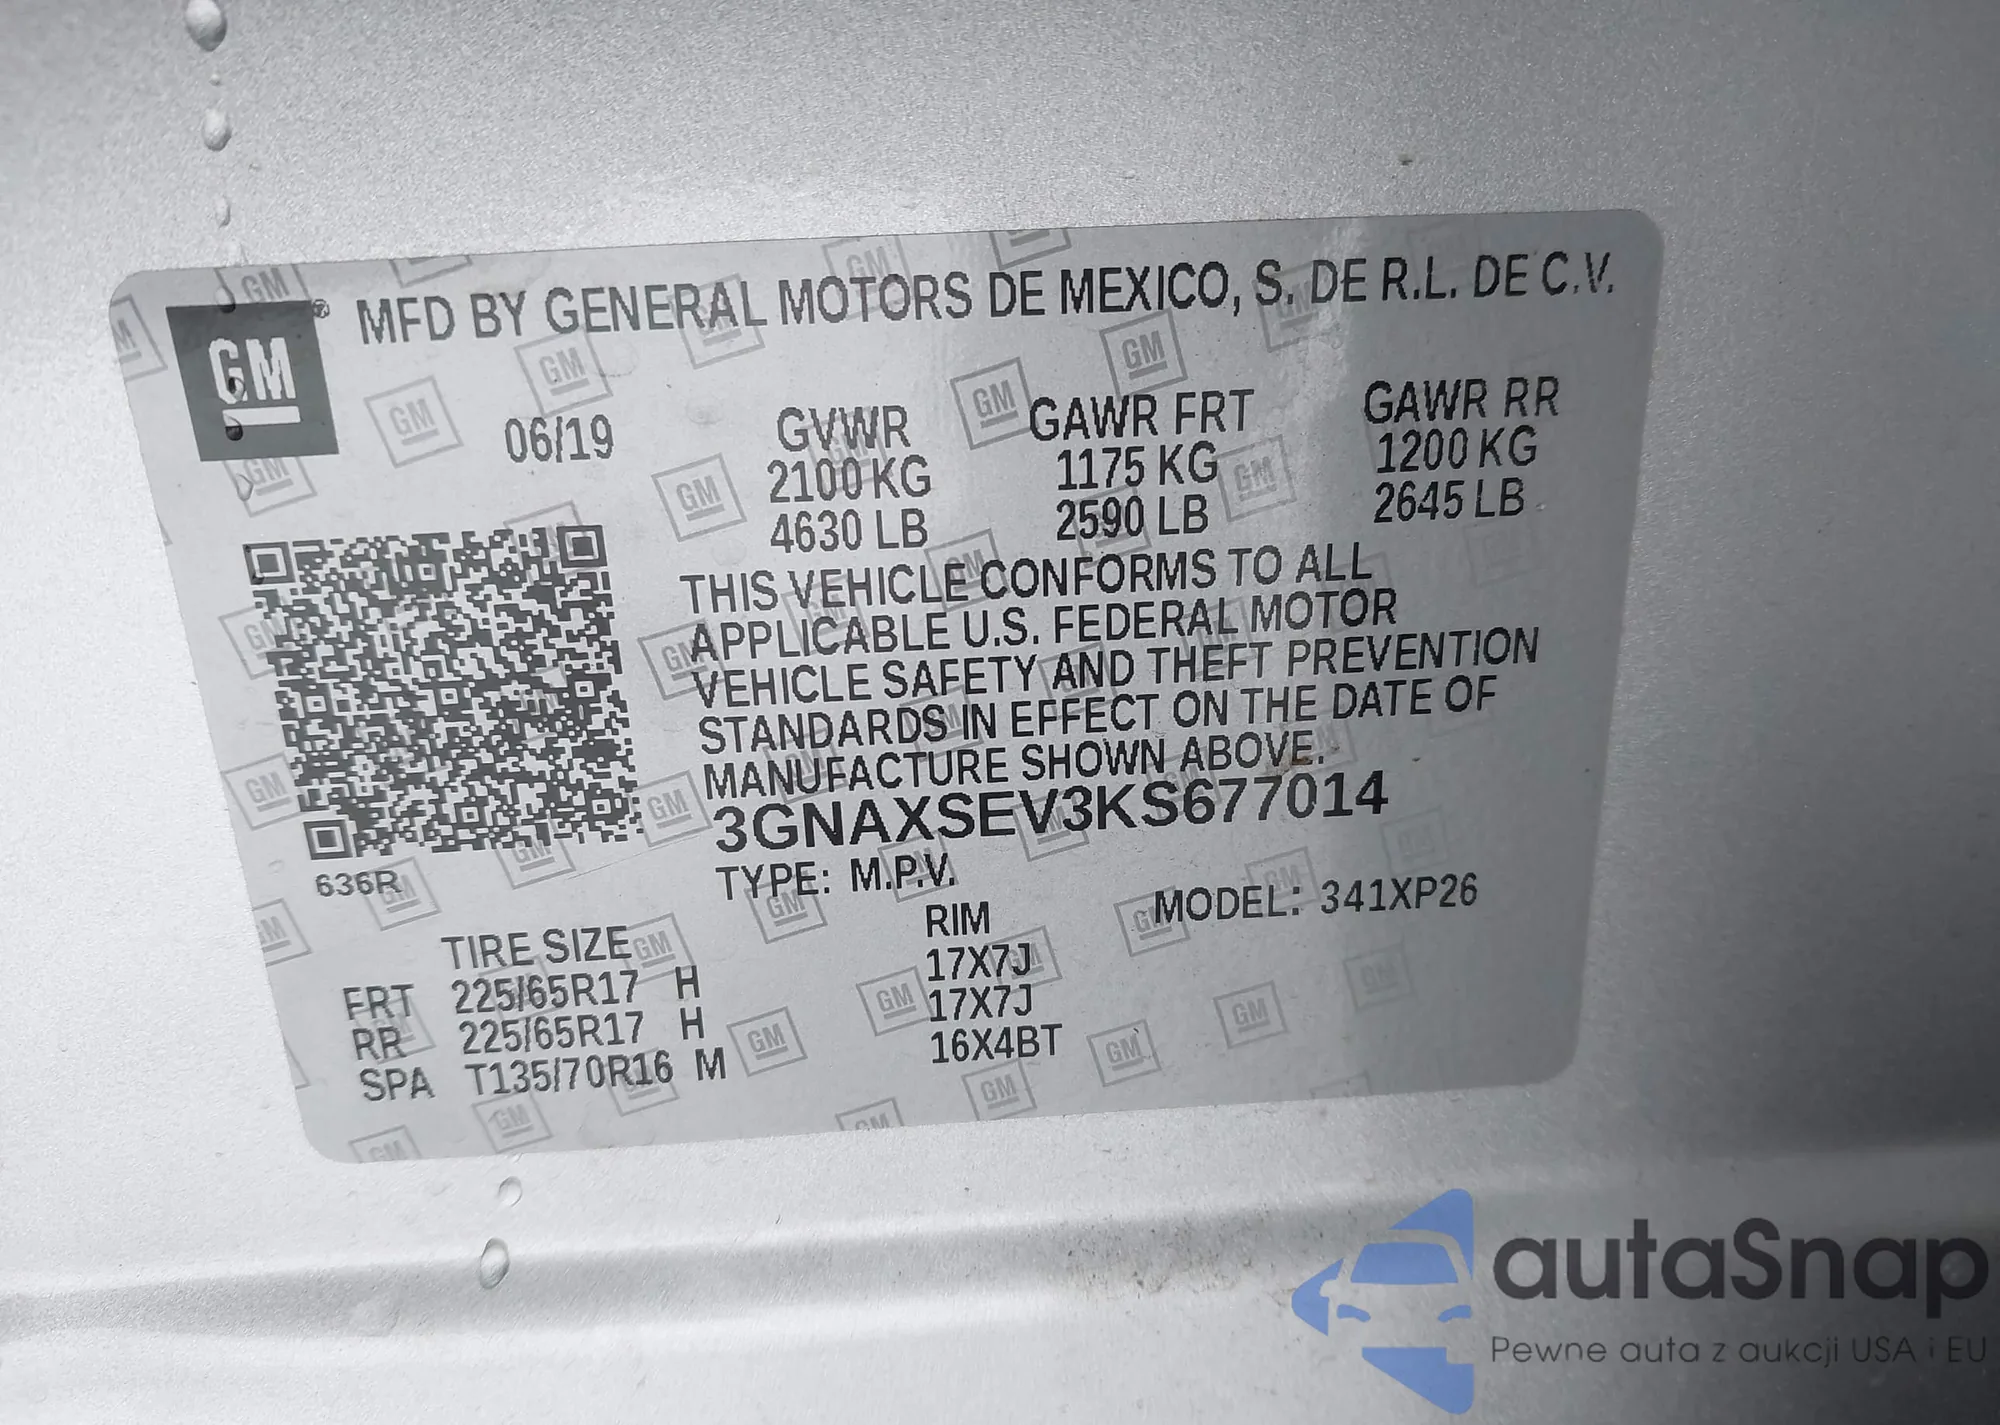 GM ® MFD BY GENERAL MOTORS DE MEXICO, S. DE R.L. DE C.V.
06/19 GVWR GAWR FRT GAWR RR
2100 KG 1175 KG 1200 KG
4630 LB 2590 LB 2645 LB
THIS VEHICLE CONFORMS TO ALL
APPLICABLE U.S. FEDERAL MOTOR
VEHICLE SAFETY AND THEFT PREVENTION
STANDARDS IN EFFECT ON THE DATE OF
MANUFACTURE SHOWN ABOVE.
3GNAXSEV3KS677014
636R
TYPE: M.P.V. MODEL: 341XP26
TIRE SIZE RIM
FRT 225/65R17 H 17X7J
RR 225/65R17 H 17X7J
SPA T135/70R16 M 16X4BT
autaSnap
Pewne auta z aukcji USA i EU